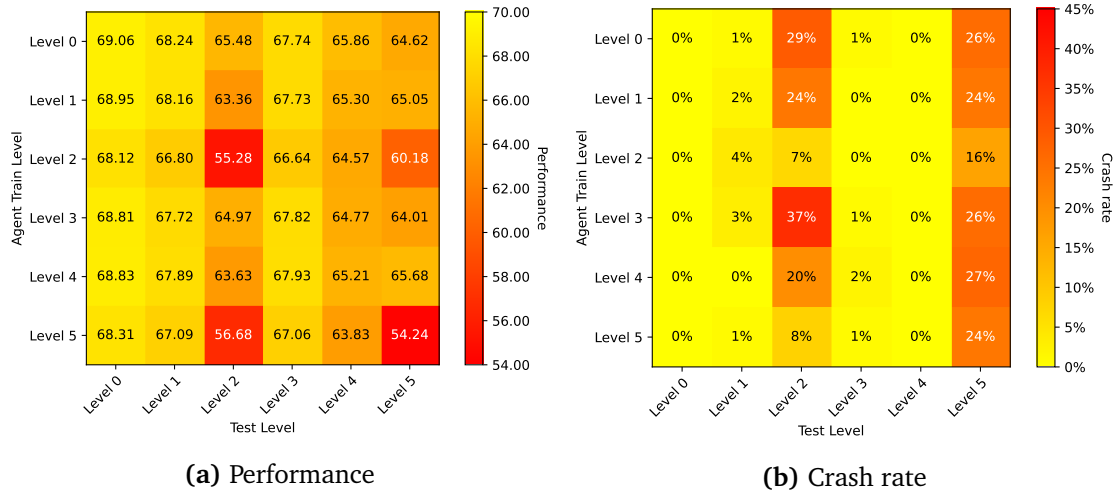 Level 0 69.06 68.24 65.48 67.74 65.86 64.62
Level 1 68.95 68.16 63.36 67.73 65.30 65.05
Level 2 68.12 66.80 55.28 66.64 64.57 60.18
Level 3 68.81 67.72 64.97 67.82 64.77 64.01
Level 4 68.83 67.89 63.63 67.93 65.21 65.68
Level 5 68.31 67.09 56.68 67.06 63.83 54.24
Agent Train Level
Level 0 Level 1 Level 2 Level 3 Level 4 Level 5
Test Level
70.00
68.00
66.00
64.00
62.00
60.00
58.00
56.00
54.00
Performance
(a) Performance
Level 0 0% 1% 29% 1% 0% 26%
Level 1 0% 2% 24% 0% 0% 24%
Level 2 0% 4% 7% 0% 0% 16%
Level 3 0% 3% 37% 1% 0% 26%
Level 4 0% 0% 20% 2% 0% 27%
Level 5 0% 1% 8% 1% 0% 24%
Agent Train Level
Level 0 Level 1 Level 2 Level 3 Level 4 Level 5
Test Level
45%
40%
35%
30%
25%
20%
15%
10%
5%
0%
Crash rate
(b) Crash rate